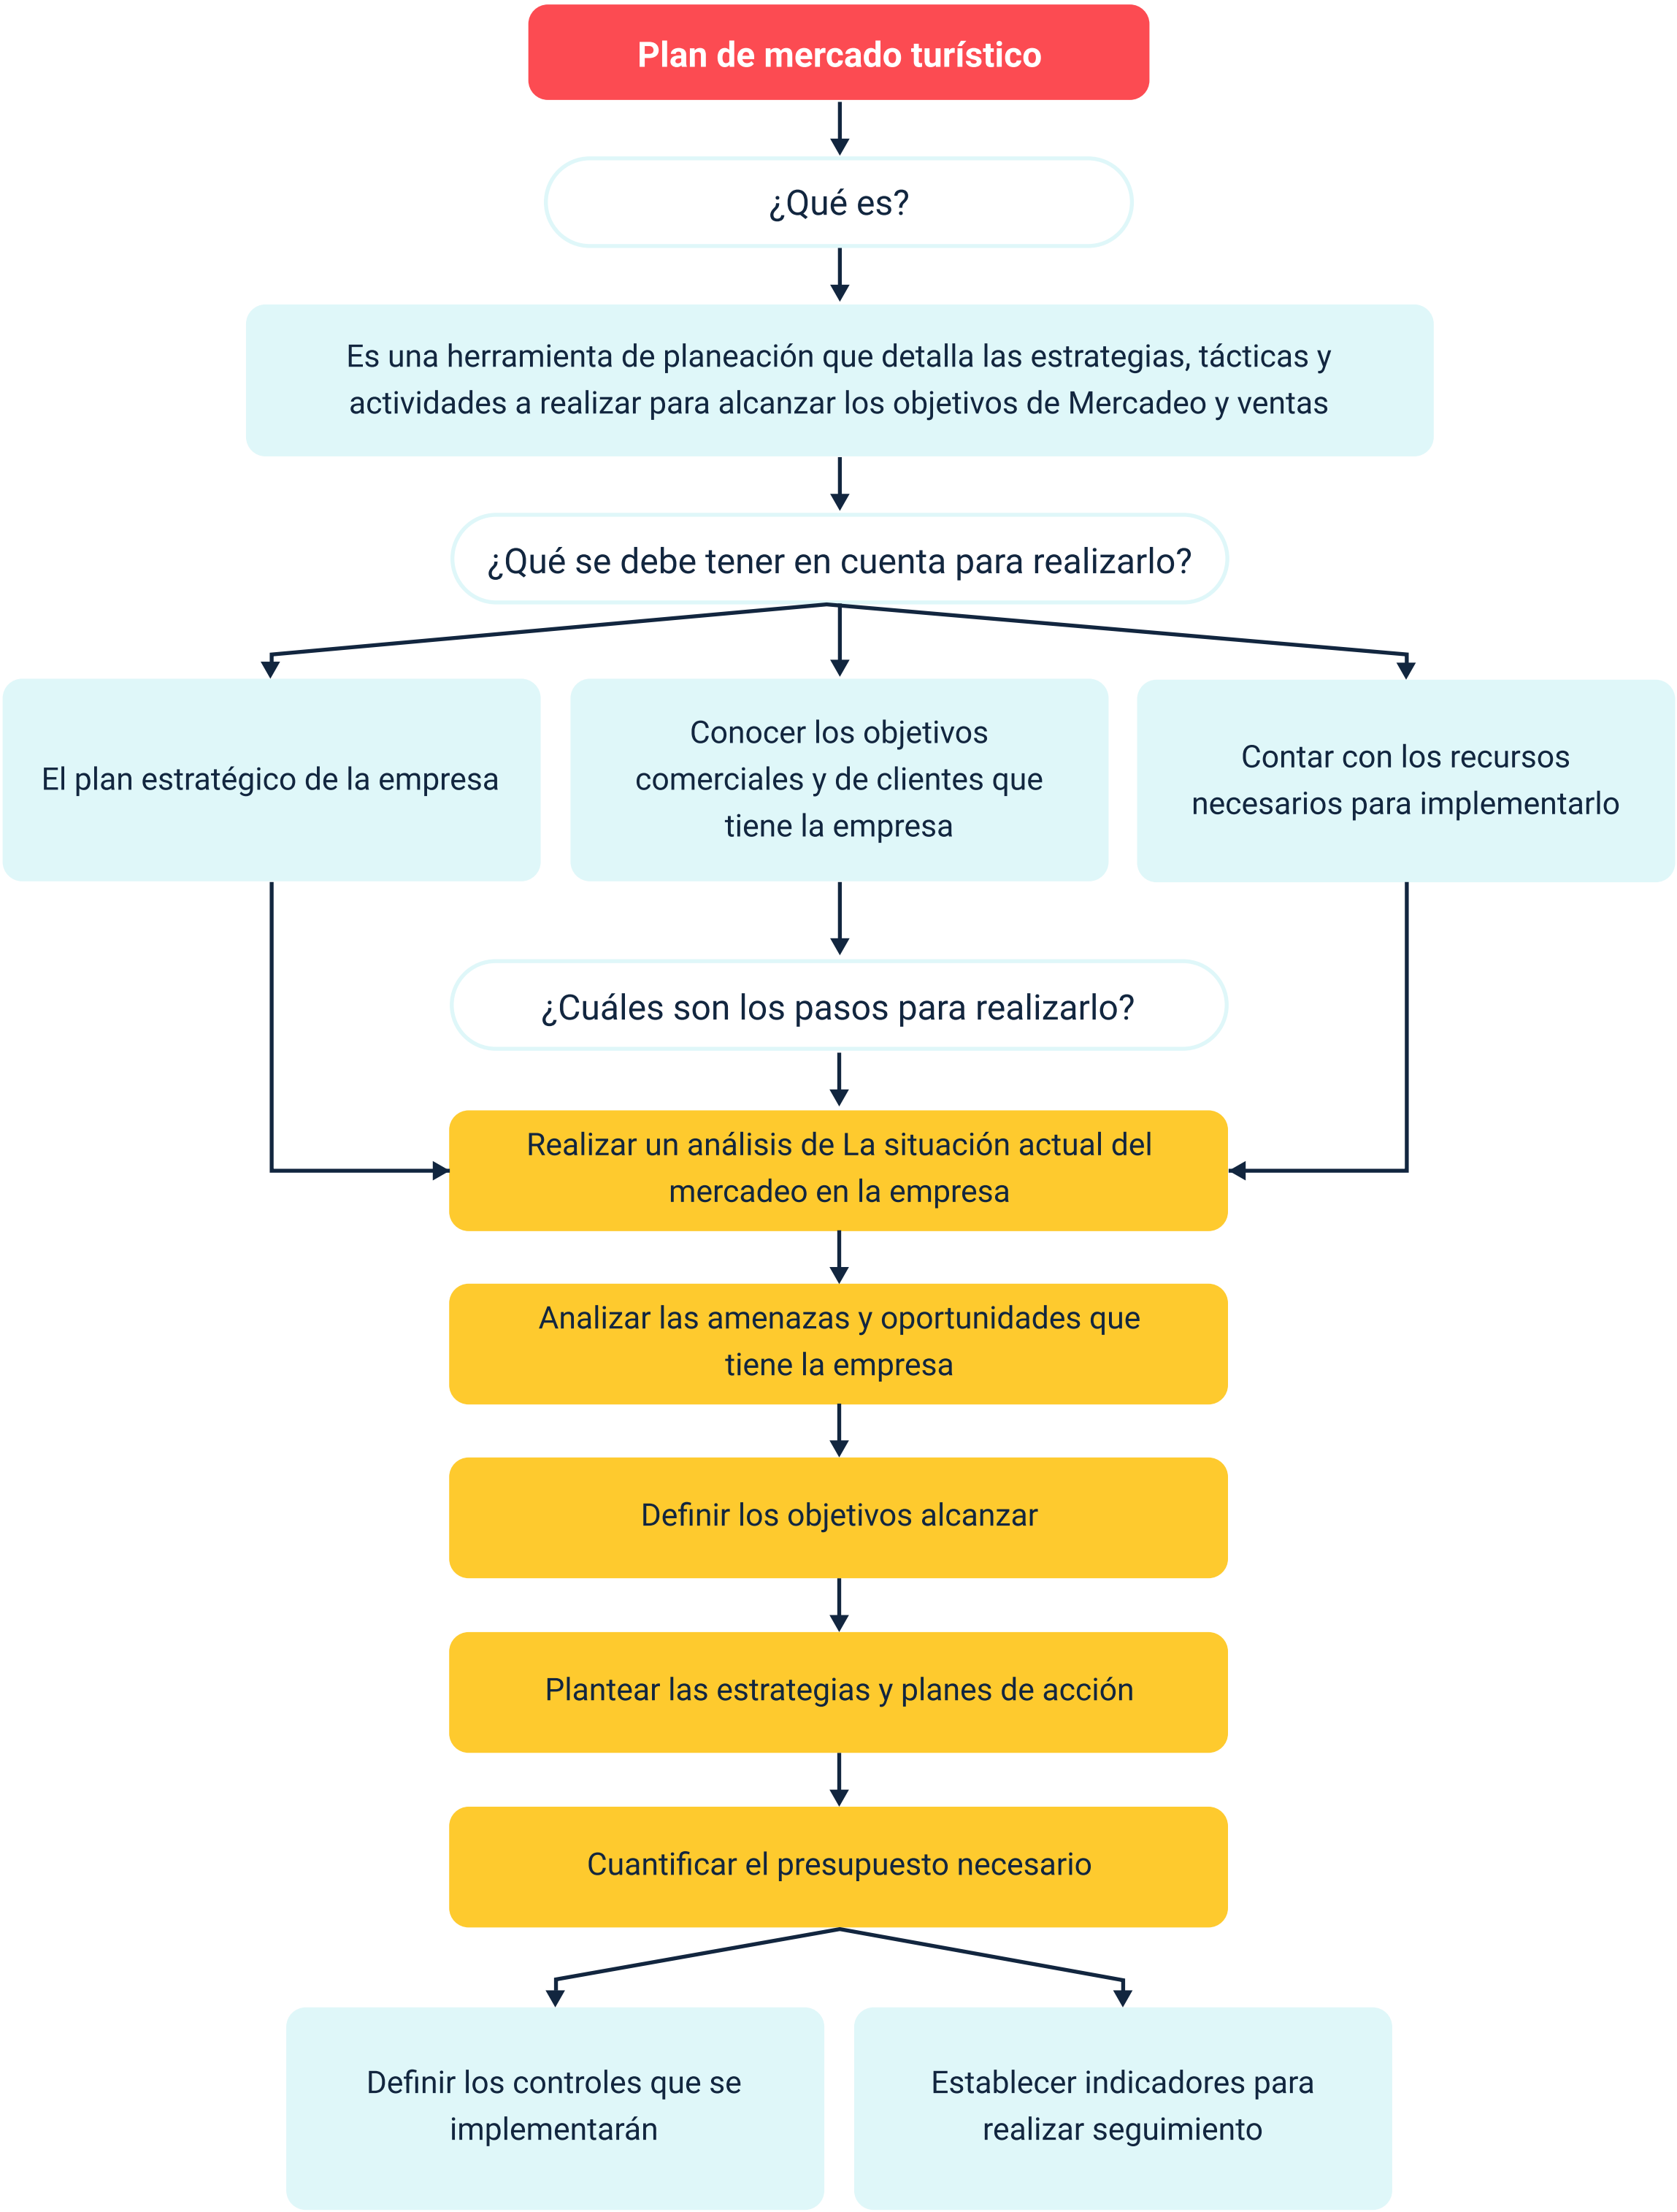 Plan de mercado turístico
¿Qué es?
Es una herramienta de planeación que detalla las estrategias, tácticas y
actividades a realizar para alcanzar los objetivos de Mercadeo y ventas
¿Qué se debe tener en cuenta para realizarlo?
El plan estratégico de la empresa
Conocer los objetivos
comerciales y de clientes que
tiene la empresa
Contar con los recursos
necesarios para implementarlo
¿Cuáles son los pasos para realizarlo?
Realizar un análisis de La situación actual del
mercadeo en la empresa
Analizar las amenazas y oportunidades que
tiene la empresa
Definir los objetivos alcanzar
Plantear las estrategias y planes de acción
Cuantificar el presupuesto necesario
Definir los controles que se
implementarán
Establecer indicadores para
realizar seguimiento